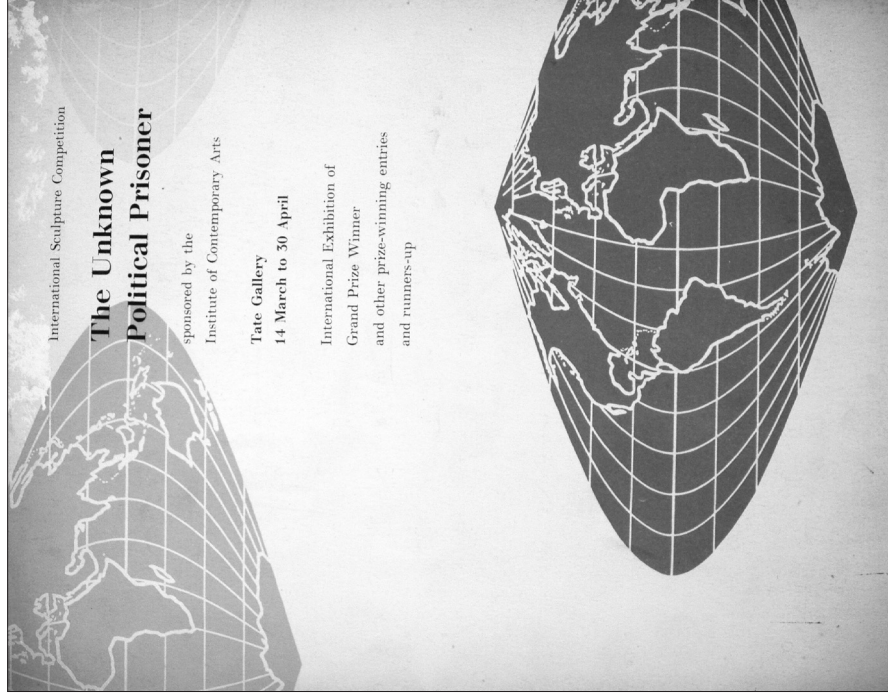 International Sculpture Competition
The Unknown
Political Prisoner
sponsored by the
Institute of Contemporary Arts
Tate Gallery
14 March to 30 April
International Exhibition of
Grand Prize Winner
and other prize-winning entries
and runners-up